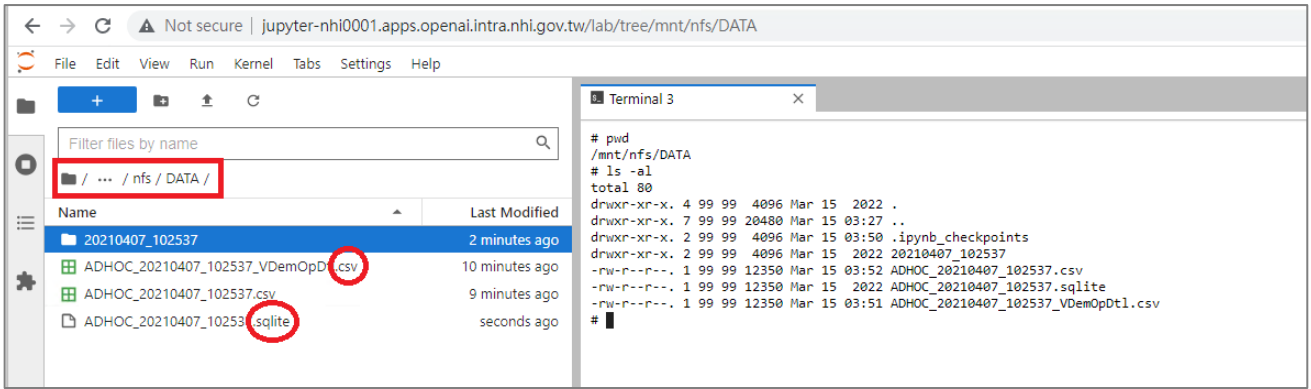 Not secure | jupyter-nhi0001.apps.openai.intra.nhi.gov.tw/lab/tree/mnt/nfs/DATA
File Edit View Run Kernel Tabs Settings Help
+
Filter files by name
/ ··· / nfs / DATA /
Name Last Modified
20210407_102537 2 minutes ago
ADHOC_20210407_102537_VDemOpDtl.csv 10 minutes ago
ADHOC_20210407_102537.csv 9 minutes ago
ADHOC_20210407_102537.sqlite seconds ago
Terminal 3
# pwd
/mnt/nfs/DATA
# ls -al
total 80
drwxr-xr-x. 4 99 99 4096 Mar 15 2022 .
drwxr-xr-x. 7 99 99 20480 Mar 15 03:27 ..
drwxr-xr-x. 2 99 99 4096 Mar 15 03:50 .ipynb_checkpoints
drwxr-xr-x. 2 99 99 4096 Mar 15 2022 20210407_102537
-rw-r--r--. 1 99 99 12350 Mar 15 03:52 ADHOC_20210407_102537.csv
-rw-r--r--. 1 99 99 12350 Mar 15 2022 ADHOC_20210407_102537.sqlite
-rw-r--r--. 1 99 99 12350 Mar 15 03:51 ADHOC_20210407_102537_VDemOpDtl.csv
#